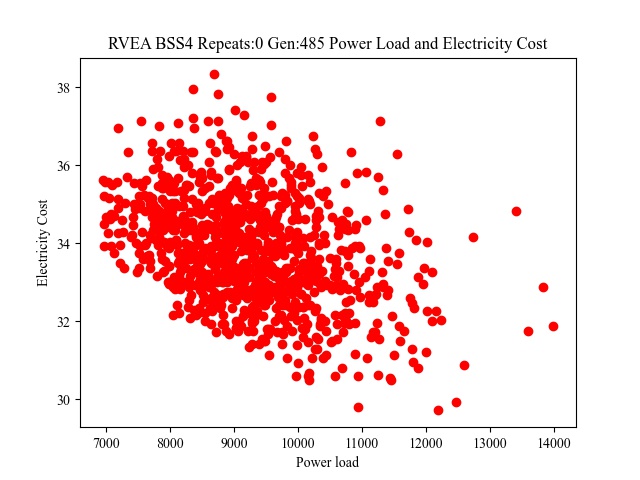 RVEA BSS4 Repeats:0 Gen:485 Power Load and Electricity Cost
38
36
34
32
30
Electricity Cost
7000 8000 9000 10000 11000 12000 13000 14000
Power load